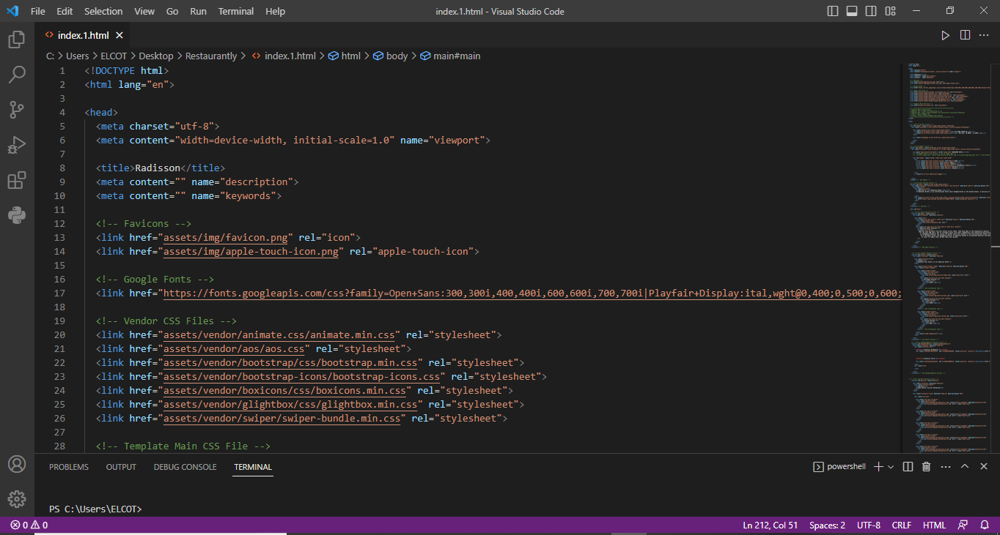 File Edit Selection View Go Run Terminal Help index.1.html - Visual Studio Code
index.1.html
C: > Users > ELCOT > Desktop > Restaurantly > index.1.html > html > body > main#main
1 <!DOCTYPE html>
2 <html lang="en">
3
4 <head>
5 <meta charset="utf-8">
6 <meta content="width=device-width, initial-scale=1.0" name="viewport">
7
8 <title>Radisson</title>
9 <meta content="" name="description">
10 <meta content="" name="keywords">
11
12 <!-- Favicons -->
13 <link href="assets/img/favicon.png" rel="icon">
14 <link href="assets/img/apple-touch-icon.png" rel="apple-touch-icon">
15
16 <!-- Google Fonts -->
17 <link href="https://fonts.googleapis.com/css?family=Open+Sans:300,300i,400,400i,600,600i,700,700i|Playfair+Display:ital,wght@0,400;0,500;0,600;
18
19 <!-- Vendor CSS Files -->
20 <link href="assets/vendor/animate.css/animate.min.css" rel="stylesheet">
21 <link href="assets/vendor/aos/aos.css" rel="stylesheet">
22 <link href="assets/vendor/bootstrap/css/bootstrap.min.css" rel="stylesheet">
23 <link href="assets/vendor/bootstrap-icons/bootstrap-icons.css" rel="stylesheet">
24 <link href="assets/vendor/boxicons/css/boxicons.min.css" rel="stylesheet">
25 <link href="assets/vendor/glightbox/css/glightbox.min.css" rel="stylesheet">
26 <link href="assets/vendor/swiper/swiper-bundle.min.css" rel="stylesheet">
27
28 <!-- Template Main CSS File -->
PROBLEMS OUTPUT DEBUG CONSOLE TERMINAL powershell
PS C:\Users\ELCOT>
0 0 Ln 212, Col 51 Spaces: 2 UTF-8 CRLF HTML